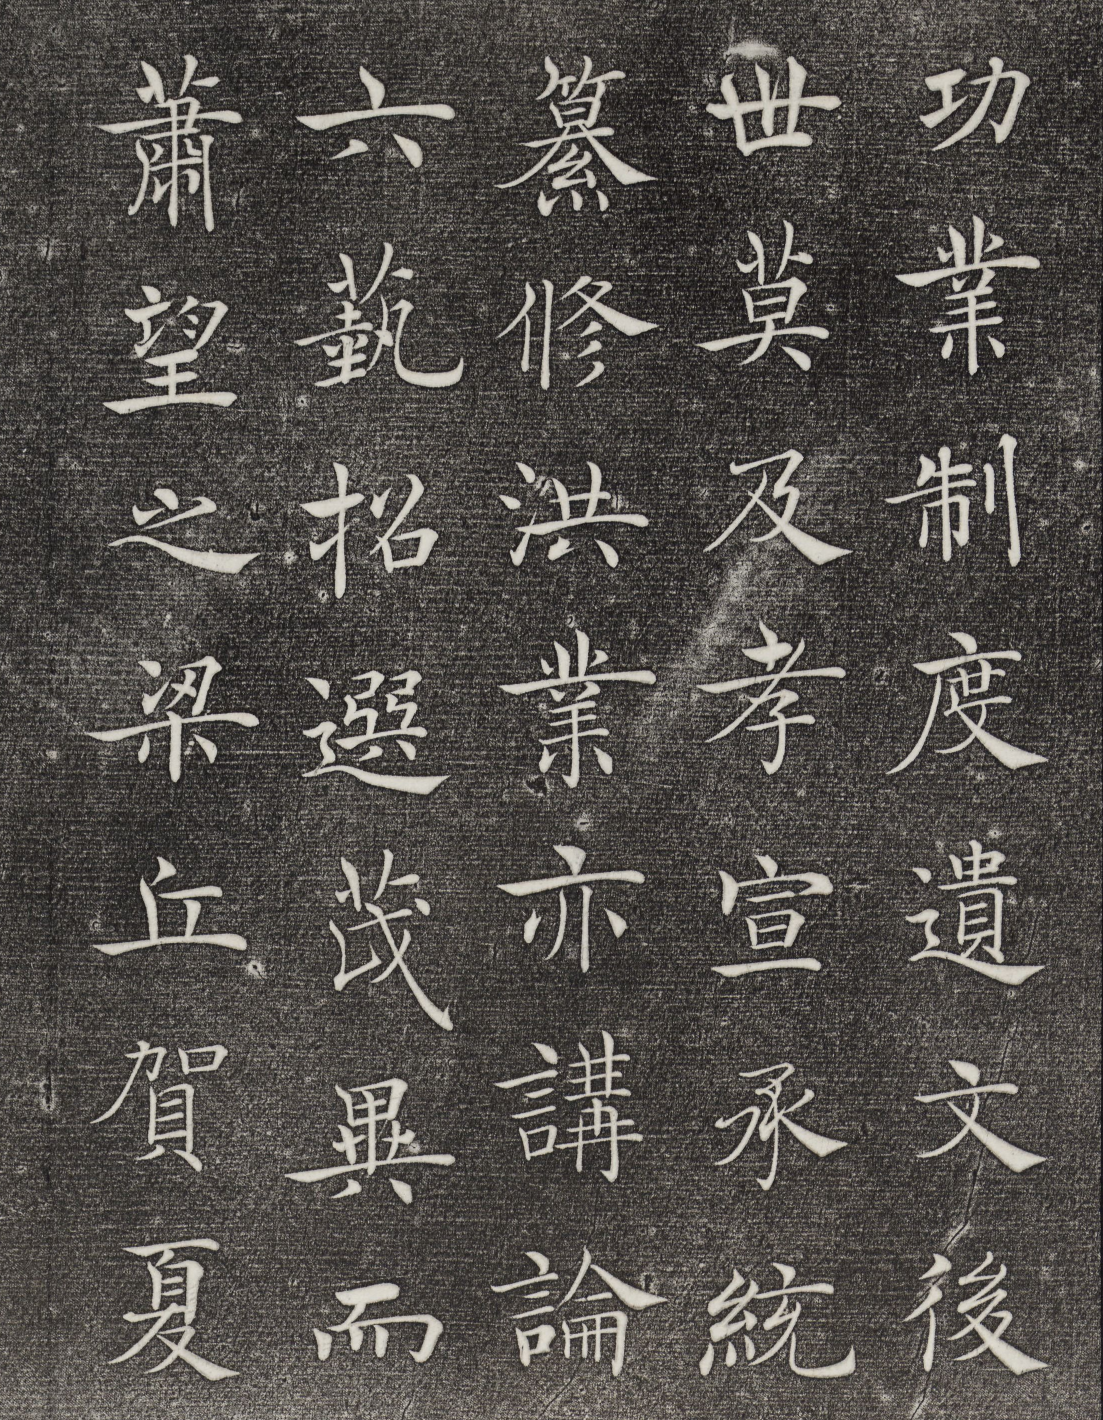 功業制度遺文後
世莫及孝宣承統
纂修洪業亦講論
六藝招選茂異而
蕭望之梁丘賀夏